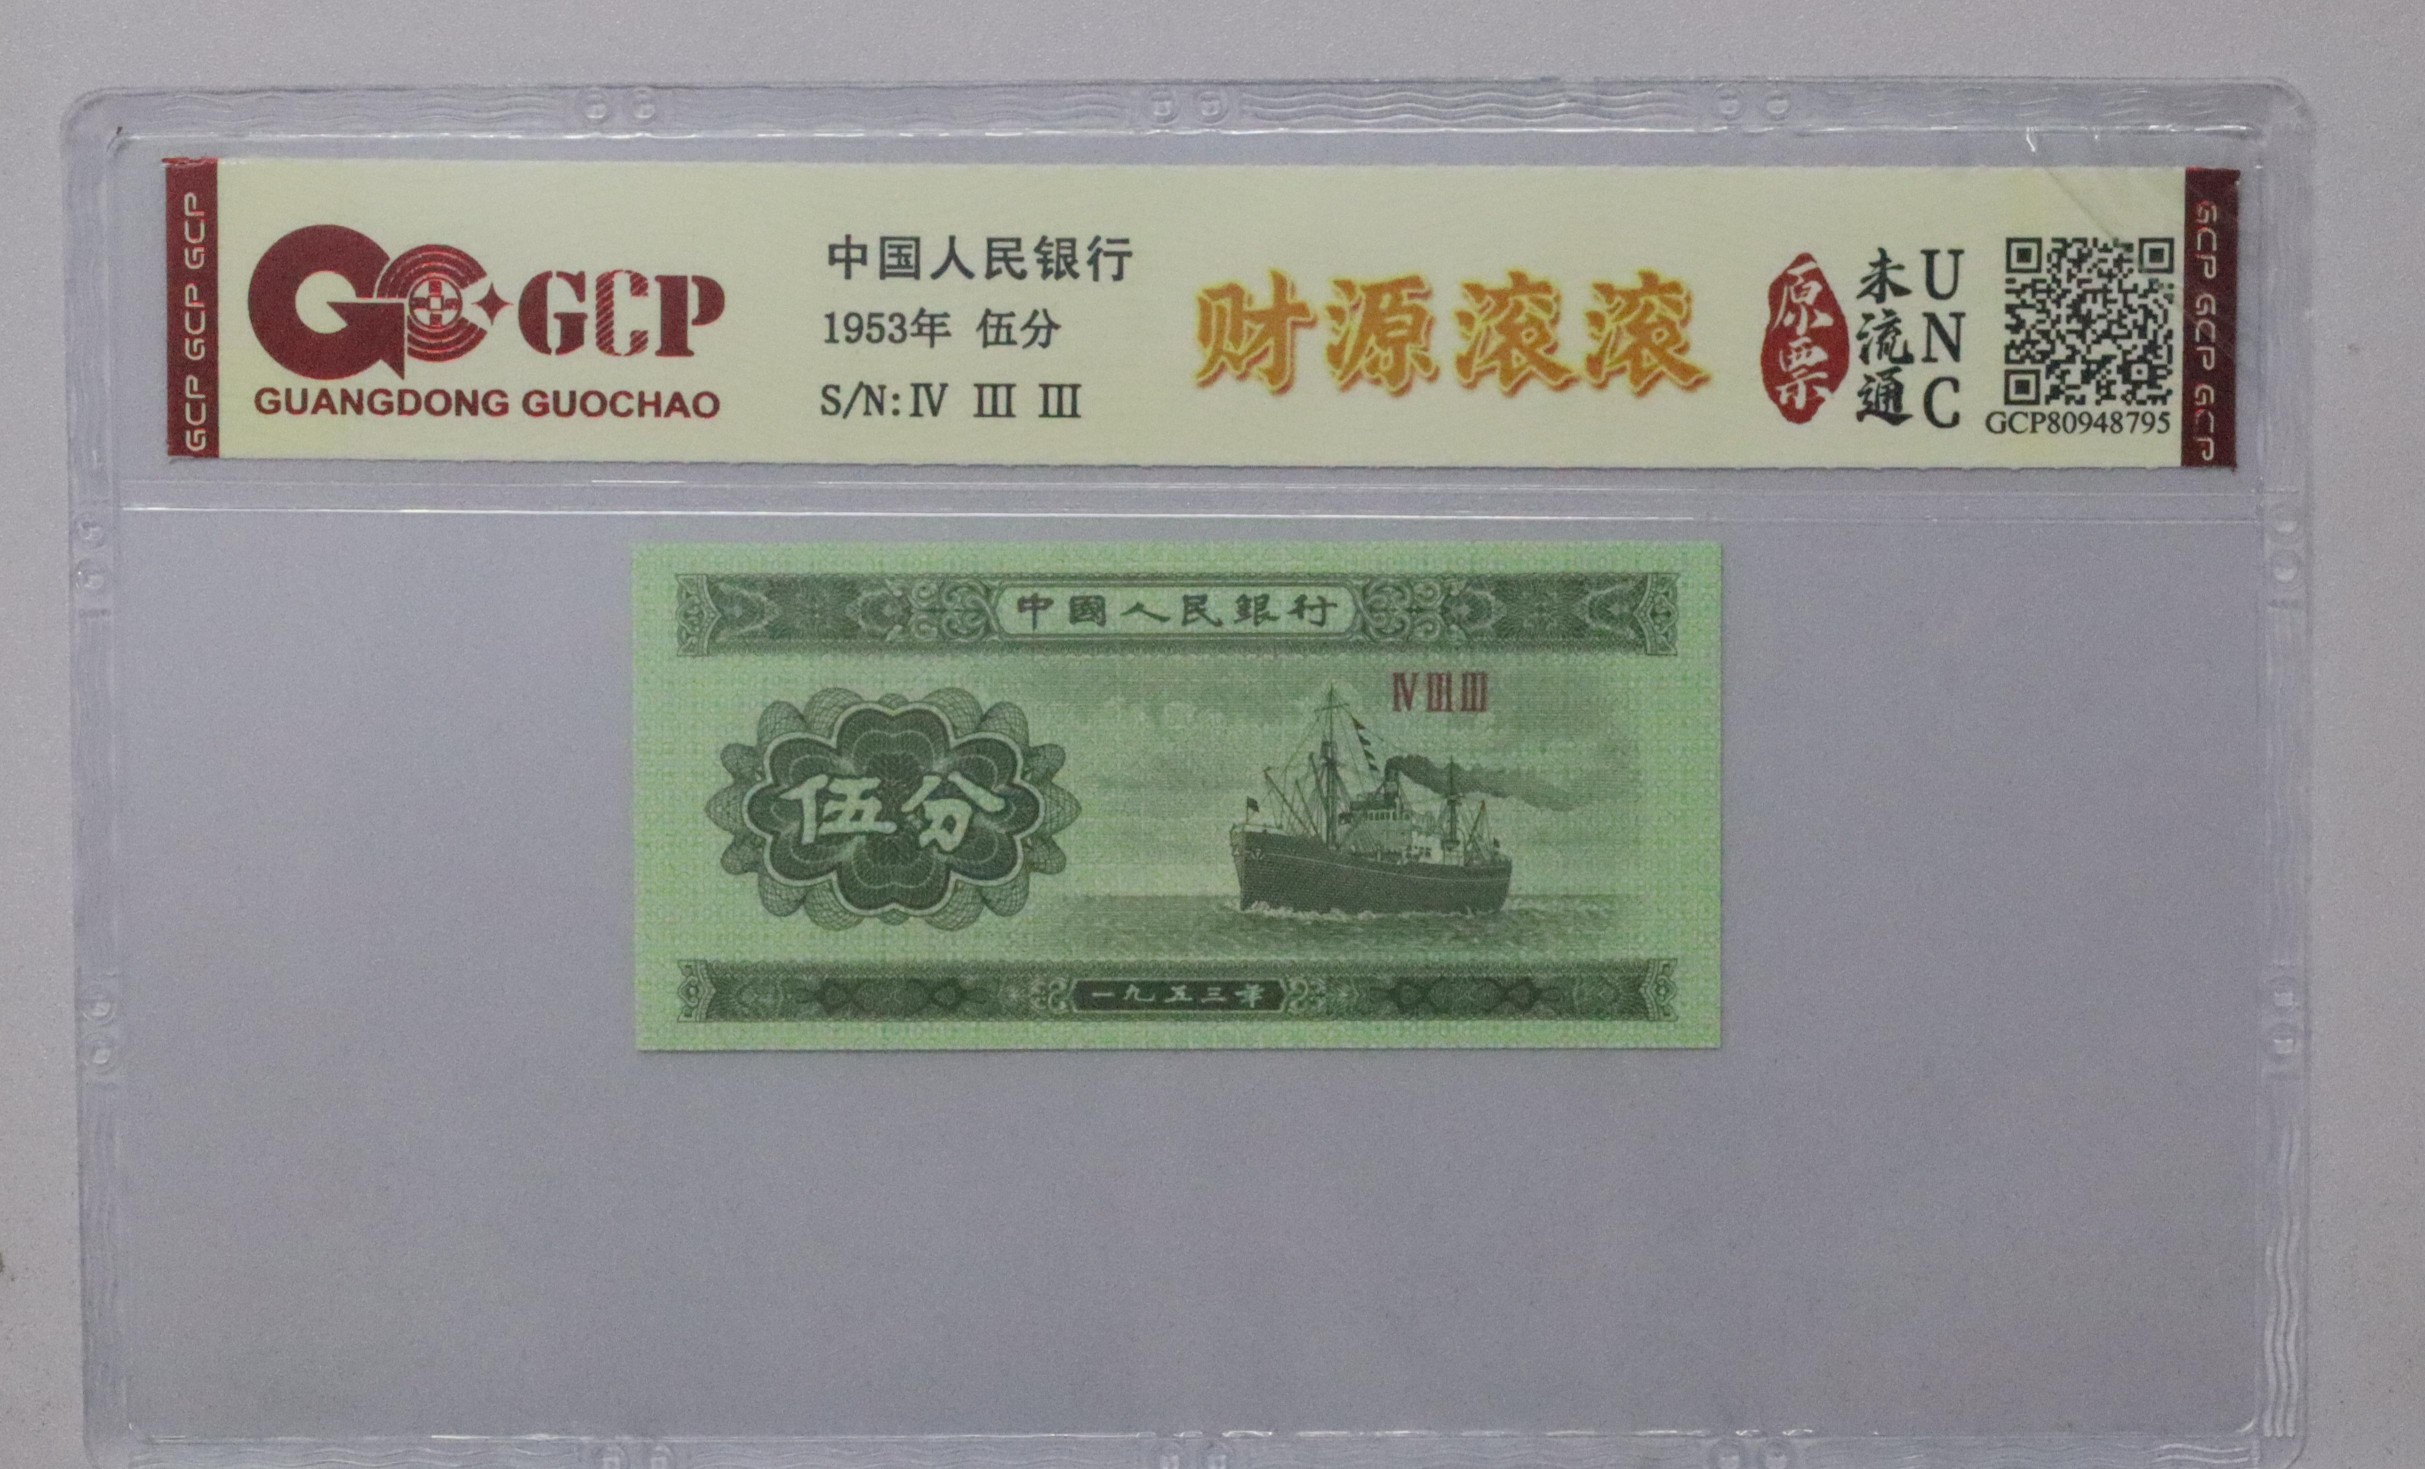 GCP GCP GCP
GCP
GUANGDONG GUOCHAO
中国人民银行
1953年 伍分
S/N:Ⅳ Ⅲ Ⅲ
财源滚滚
原票
未流通
UNC
GCP80948795
GCP GCP GCP
中國人民銀行
Ⅳ Ⅲ Ⅲ
伍分
一九五三年